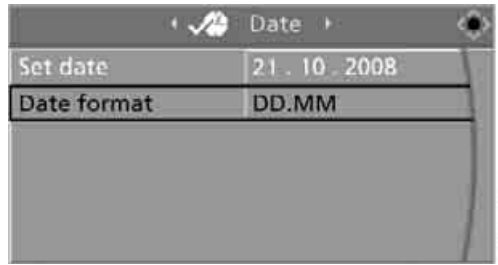 Date
Set date 21 . 10 . 2008
Date format DD.MM